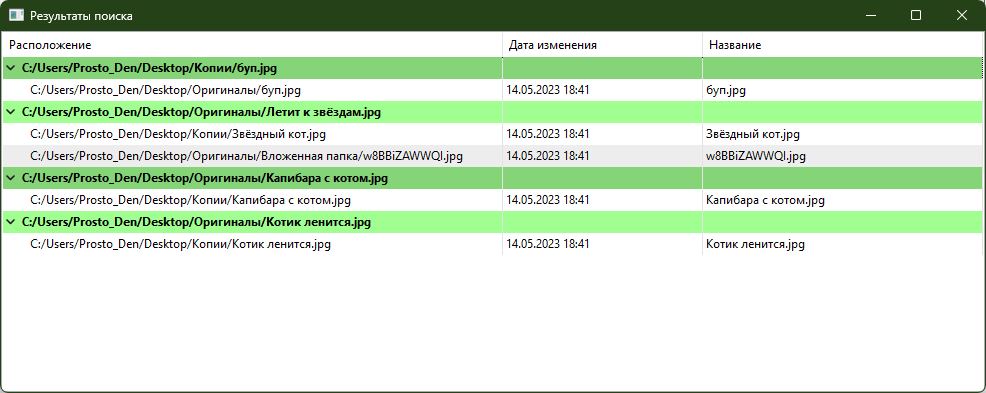 Результаты поиска
Расположение Дата изменения Название
C:/Users/Prosto_Den/Desktop/Копии/буп.jpg
C:/Users/Prosto_Den/Desktop/Оригиналы/буп.jpg 14.05.2023 18:41 буп.jpg
C:/Users/Prosto_Den/Desktop/Оригиналы/Летит к звёздам.jpg
C:/Users/Prosto_Den/Desktop/Копии/Звёздный кот.jpg 14.05.2023 18:41 Звёздный кот.jpg
C:/Users/Prosto_Den/Desktop/Оригиналы/Вложенная папка/w8BBiZAWWQI.jpg 14.05.2023 18:41 w8BBiZAWWQI.jpg
C:/Users/Prosto_Den/Desktop/Оригиналы/Капибара с котом.jpg
C:/Users/Prosto_Den/Desktop/Копии/Капибара с котом.jpg 14.05.2023 18:41 Капибара с котом.jpg
C:/Users/Prosto_Den/Desktop/Оригиналы/Котик ленится.jpg
C:/Users/Prosto_Den/Desktop/Копии/Котик ленится.jpg 14.05.2023 18:41 Котик ленится.jpg